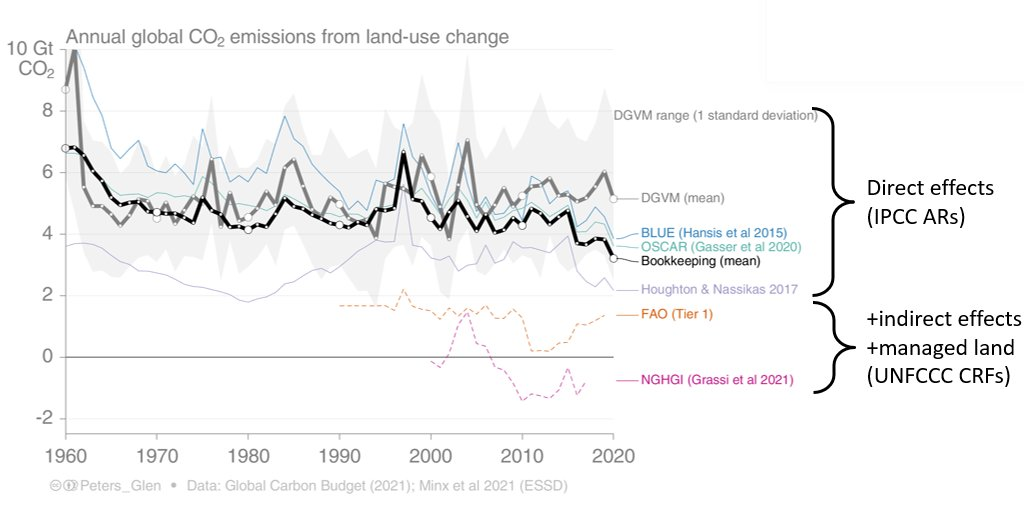 Annual global CO₂ emissions from land-use change
10 Gt
CO₂
8
6
4
2
0
-2
1960
1970
1980
1990
2000
2010
2020
DGVM range (1 standard deviation)
DGVM (mean)
BLUE (Hansis et al 2015)
OSCAR (Gasser et al 2020)
Bookkeeping (mean)
Houghton & Nassikas 2017
FAO (Tier 1)
NGHGI (Grassi et al 2021)
Direct effects
(IPCC ARs)
+indirect effects
+managed land
(UNFCCC CRFs)
Peters_Glen • Data: Global Carbon Budget (2021); Minx et al 2021 (ESSD)